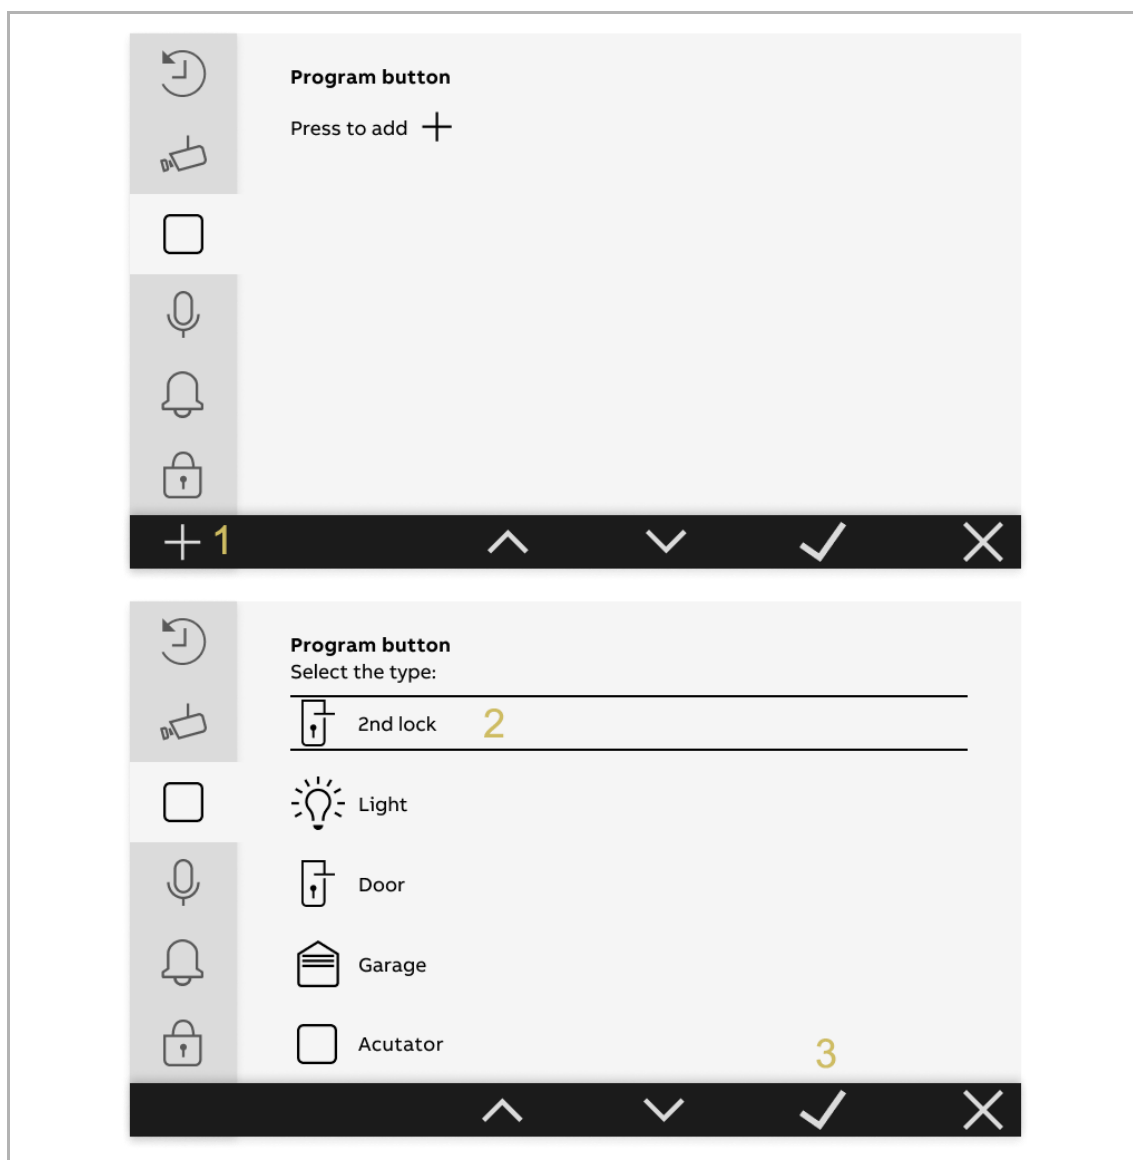 Program button
Press to add
1
Program button
Select the type:
2nd lock 2
Light
Door
Garage
Acutator
3